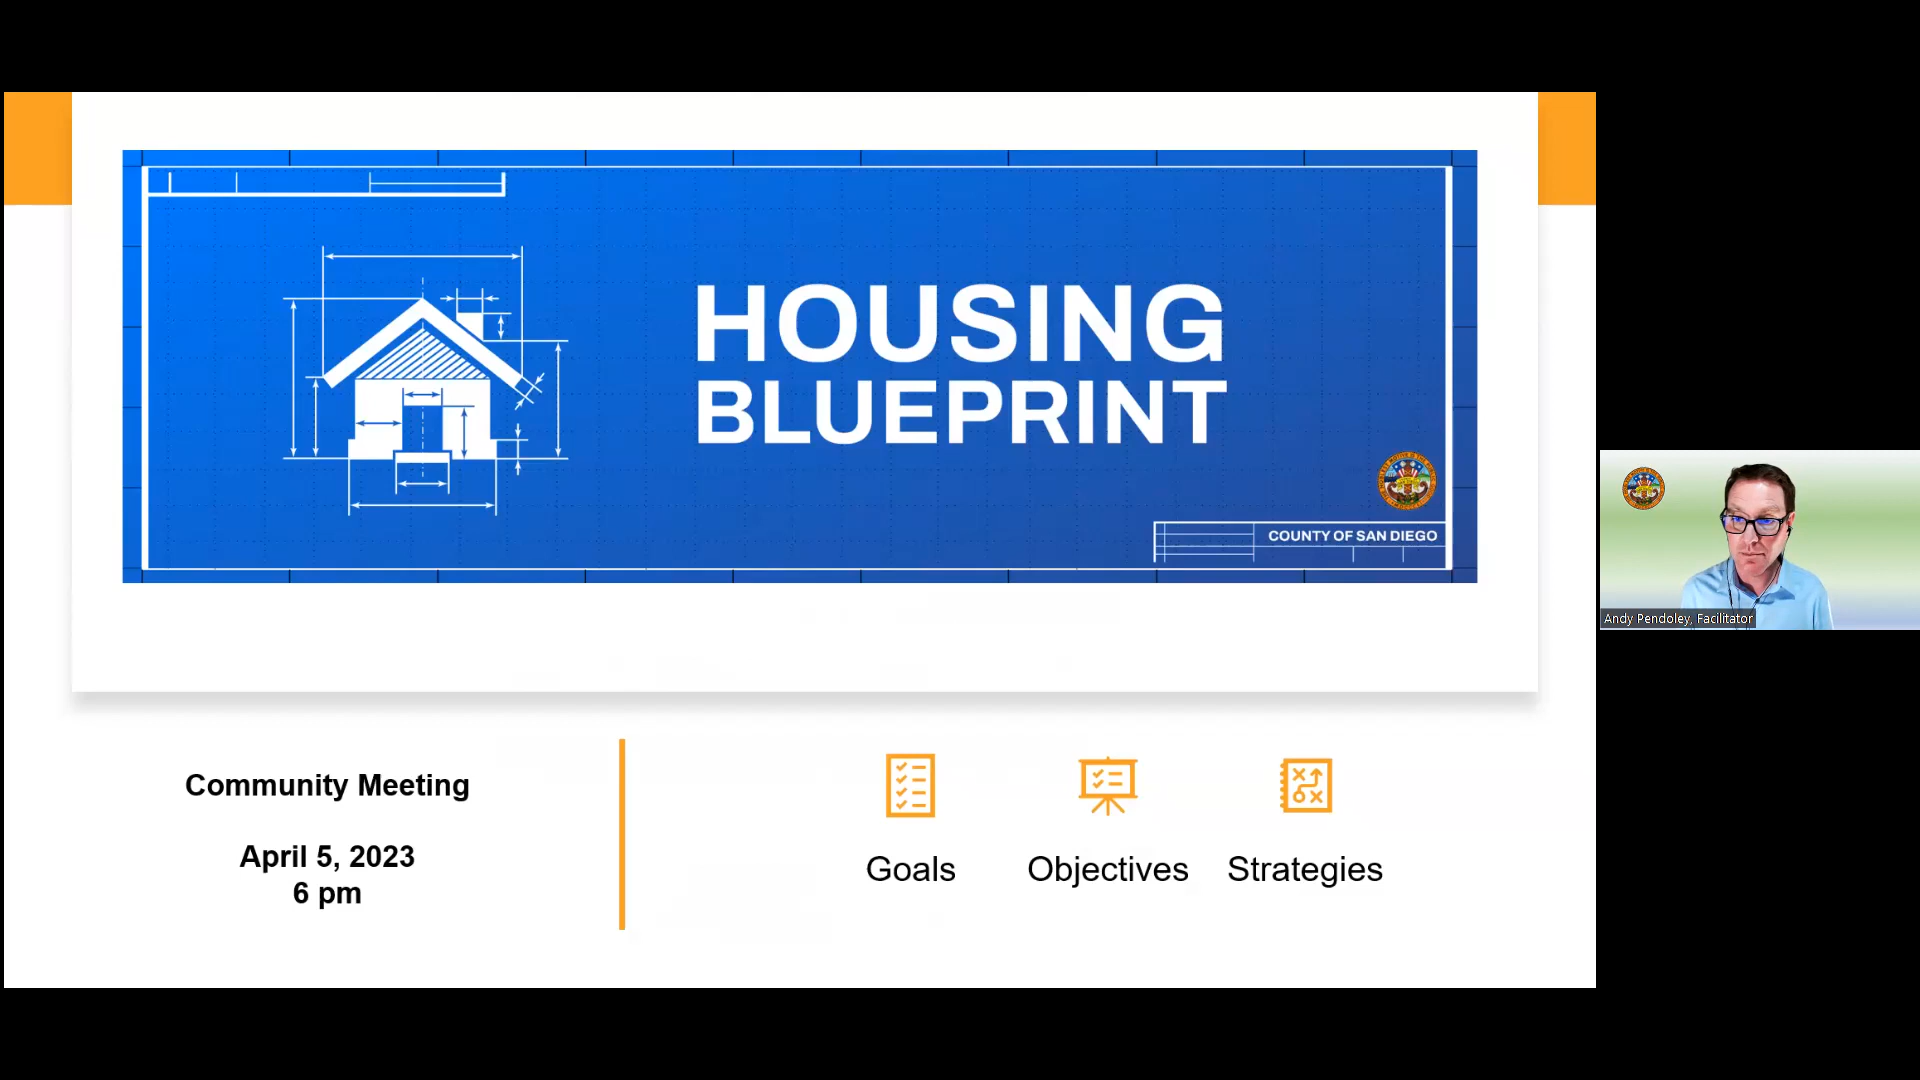 HOUSING
BLUEPRINT
COUNTY OF SAN DIEGO
Community Meeting
April 5, 2023
6 pm
Goals
Objectives
Strategies
Andy Pendoley, Facilitator